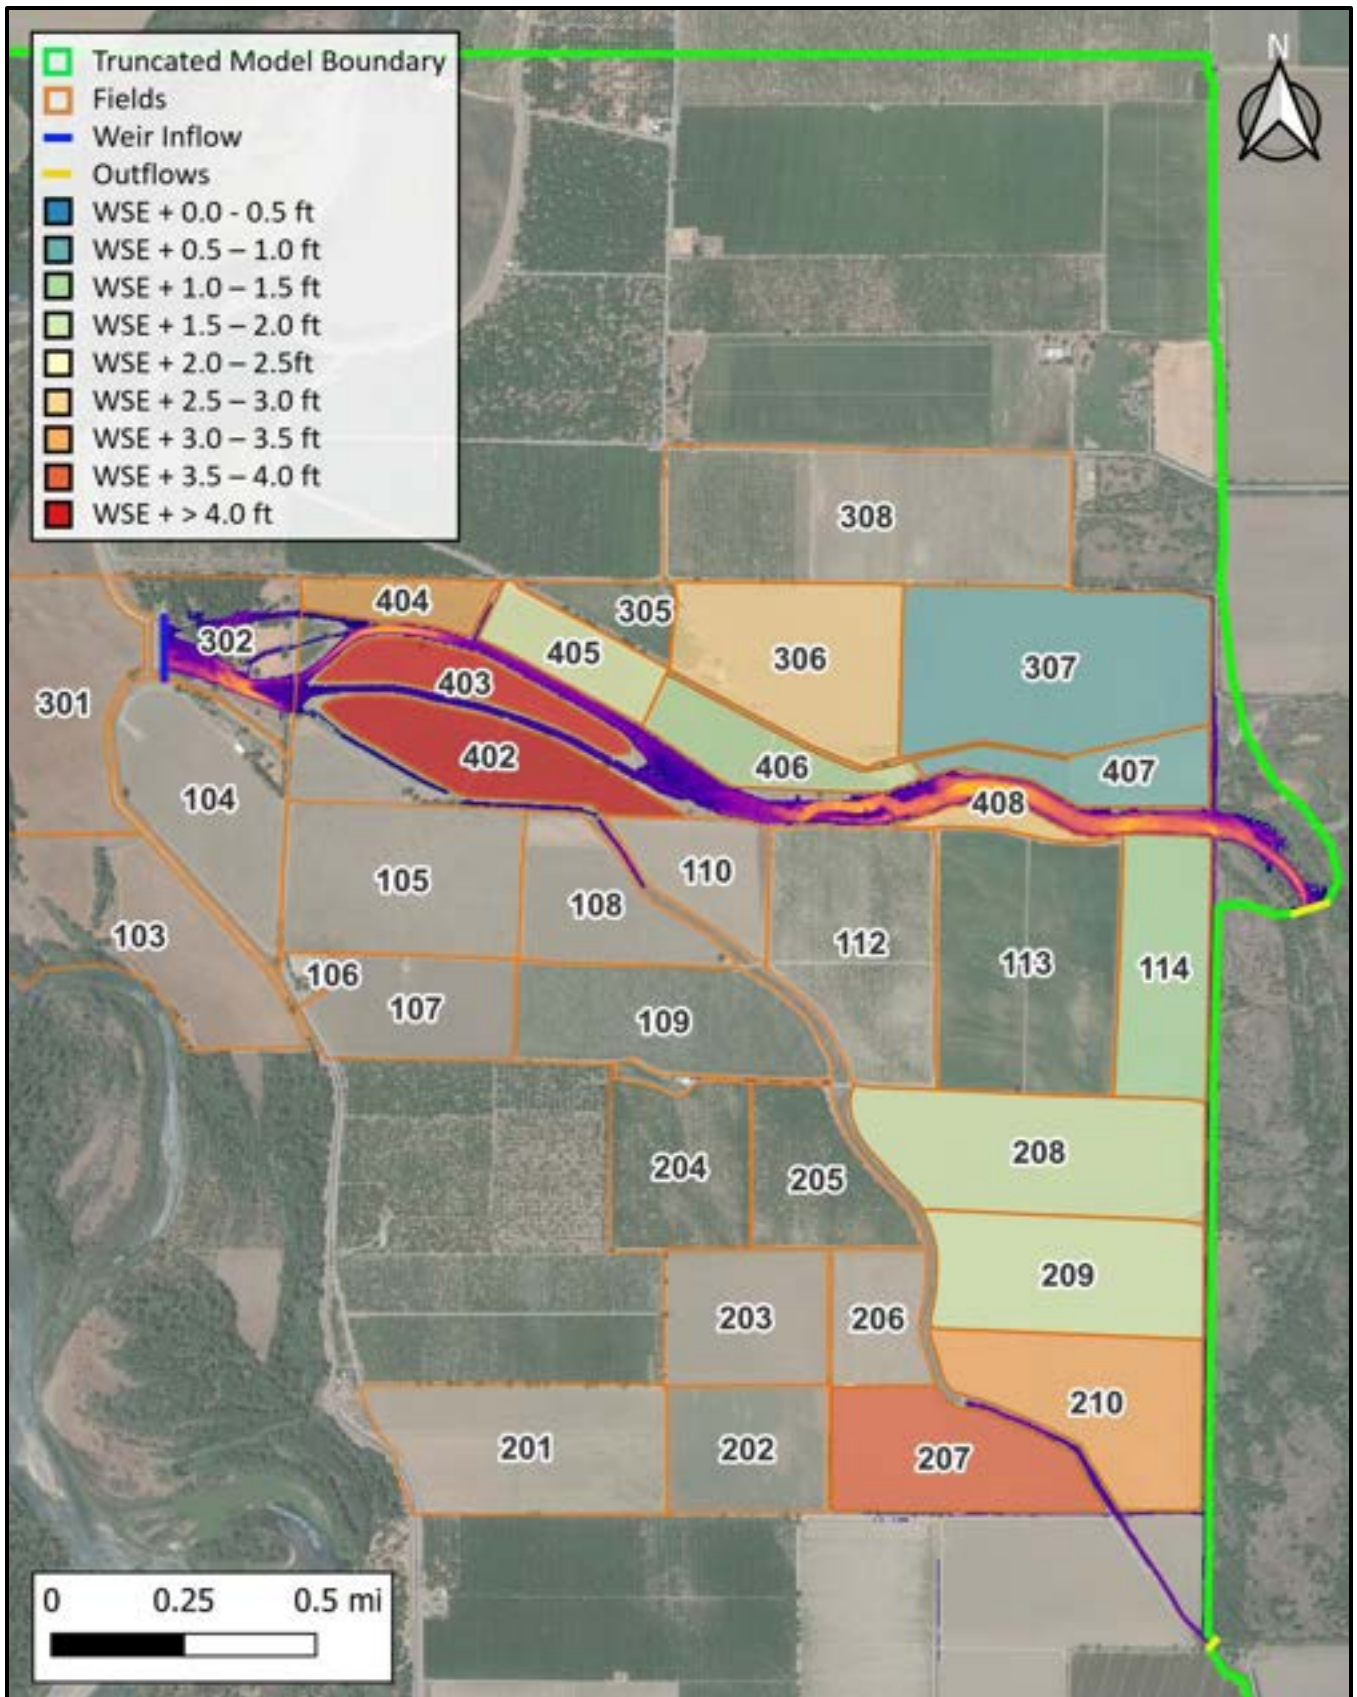 Truncated Model Boundary
Fields
Weir Inflow
Outflows
WSE + 0.0 - 0.5 ft
WSE + 0.5 – 1.0 ft
WSE + 1.0 – 1.5 ft
WSE + 1.5 – 2.0 ft
WSE + 2.0 – 2.5ft
WSE + 2.5 – 3.0 ft
WSE + 3.0 – 3.5 ft
WSE + 3.5 – 4.0 ft
WSE + > 4.0 ft
N
308
404
305
302
405
306
307
403
301
402
406
407
104
408
105
110
108
103
112
113
114
106
107
109
208
204
205
209
203
206
210
201
202
207
0 0.25 0.5 mi